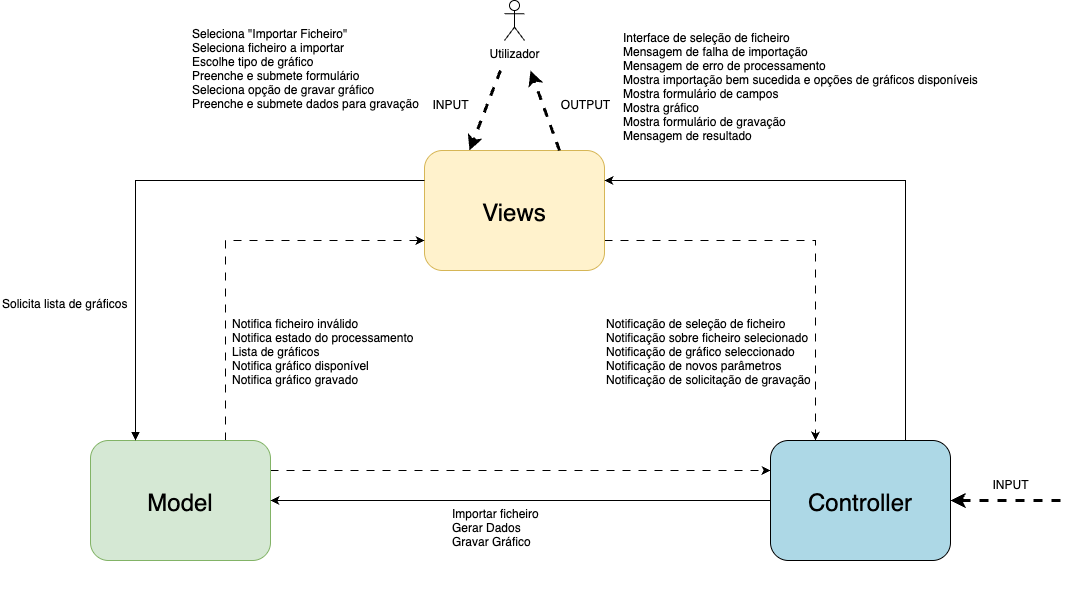 Seleciona "Importar Ficheiro"
Seleciona ficheiro a importar
Escolhe tipo de gráfico
Preenche e submete formulário
Seleciona opção de gravar gráfico
Preenche e submete dados para gravação
Utilizador
INPUT
OUTPUT
Interface de seleção de ficheiro
Mensagem de falha de importação
Mensagem de erro de processamento
Mostra importação bem sucedida e opções de gráficos disponíveis
Mostra formulário de campos
Mostra gráfico
Mostra formulário de gravação
Mensagem de resultado
Views
Solicita lista de gráficos
Notifica ficheiro inválido
Notifica estado do processamento
Lista de gráficos
Notifica gráfico disponível
Notifica gráfico gravado
Notificação de seleção de ficheiro
Notificação sobre ficheiro selecionado
Notificação de gráfico seleccionado
Notificação de novos parâmetros
Notificação de solicitação de gravação
Model
Controller
INPUT
Importar ficheiro
Gerar Dados
Gravar Gráfico